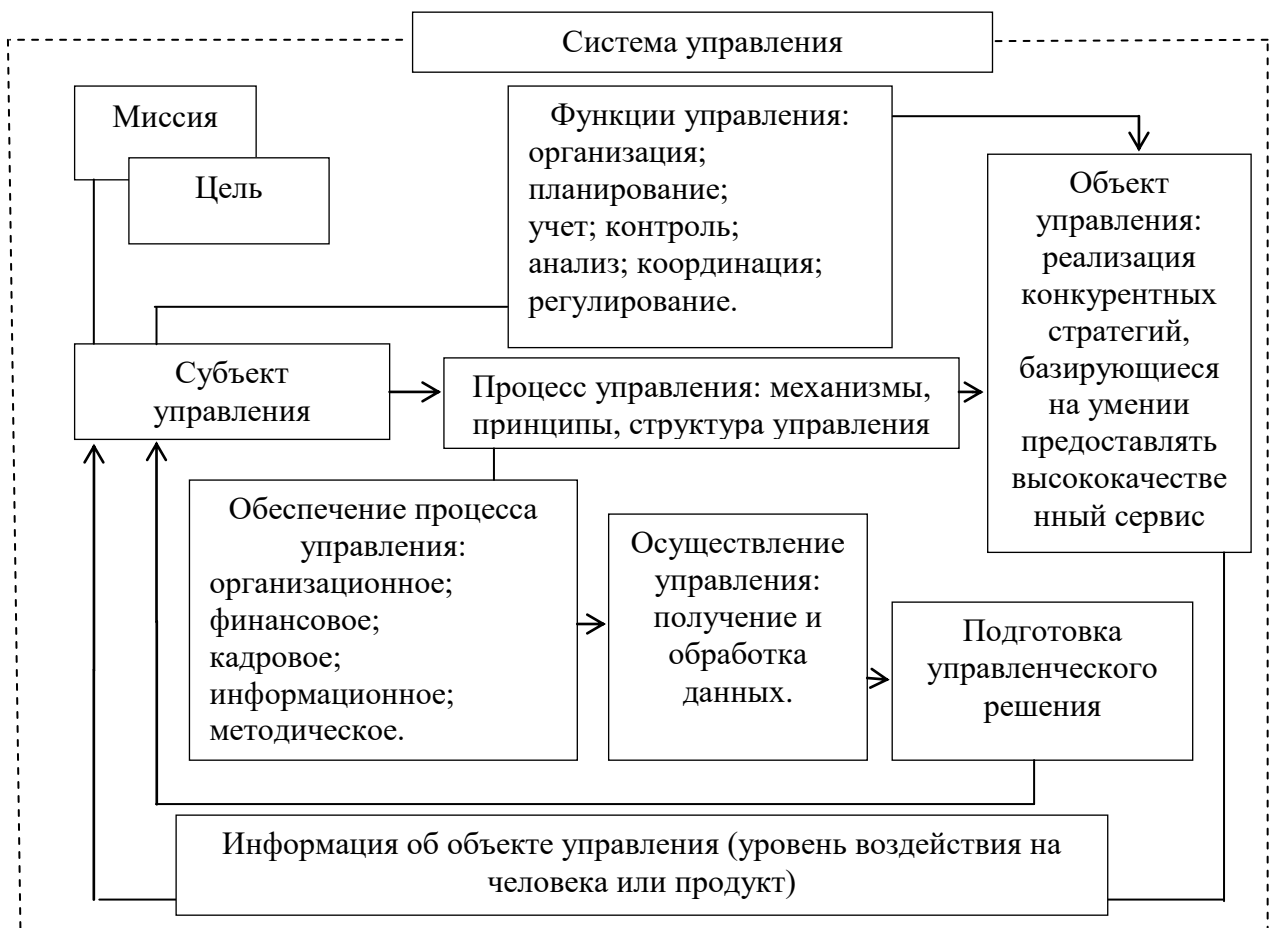 Система управления
Миссия
Цель
Функции управления:
организация;
планирование;
учет; контроль;
анализ; координация;
регулирование.
Объект
управления:
реализация
конкурентных
стратегий,
базирующиеся
на умении
предоставлять
высококачестве
нный сервис
Субъект
управления
Процесс управления: механизмы,
принципы, структура управления
Обеспечение процесса
управления:
организационное;
финансовое;
кадровое;
информационное;
методическое.
Осуществление
управления:
получение и
обработка
данных.
Подготовка
управленческого
решения
Информация об объекте управления (уровень воздействия на
человека или продукт)